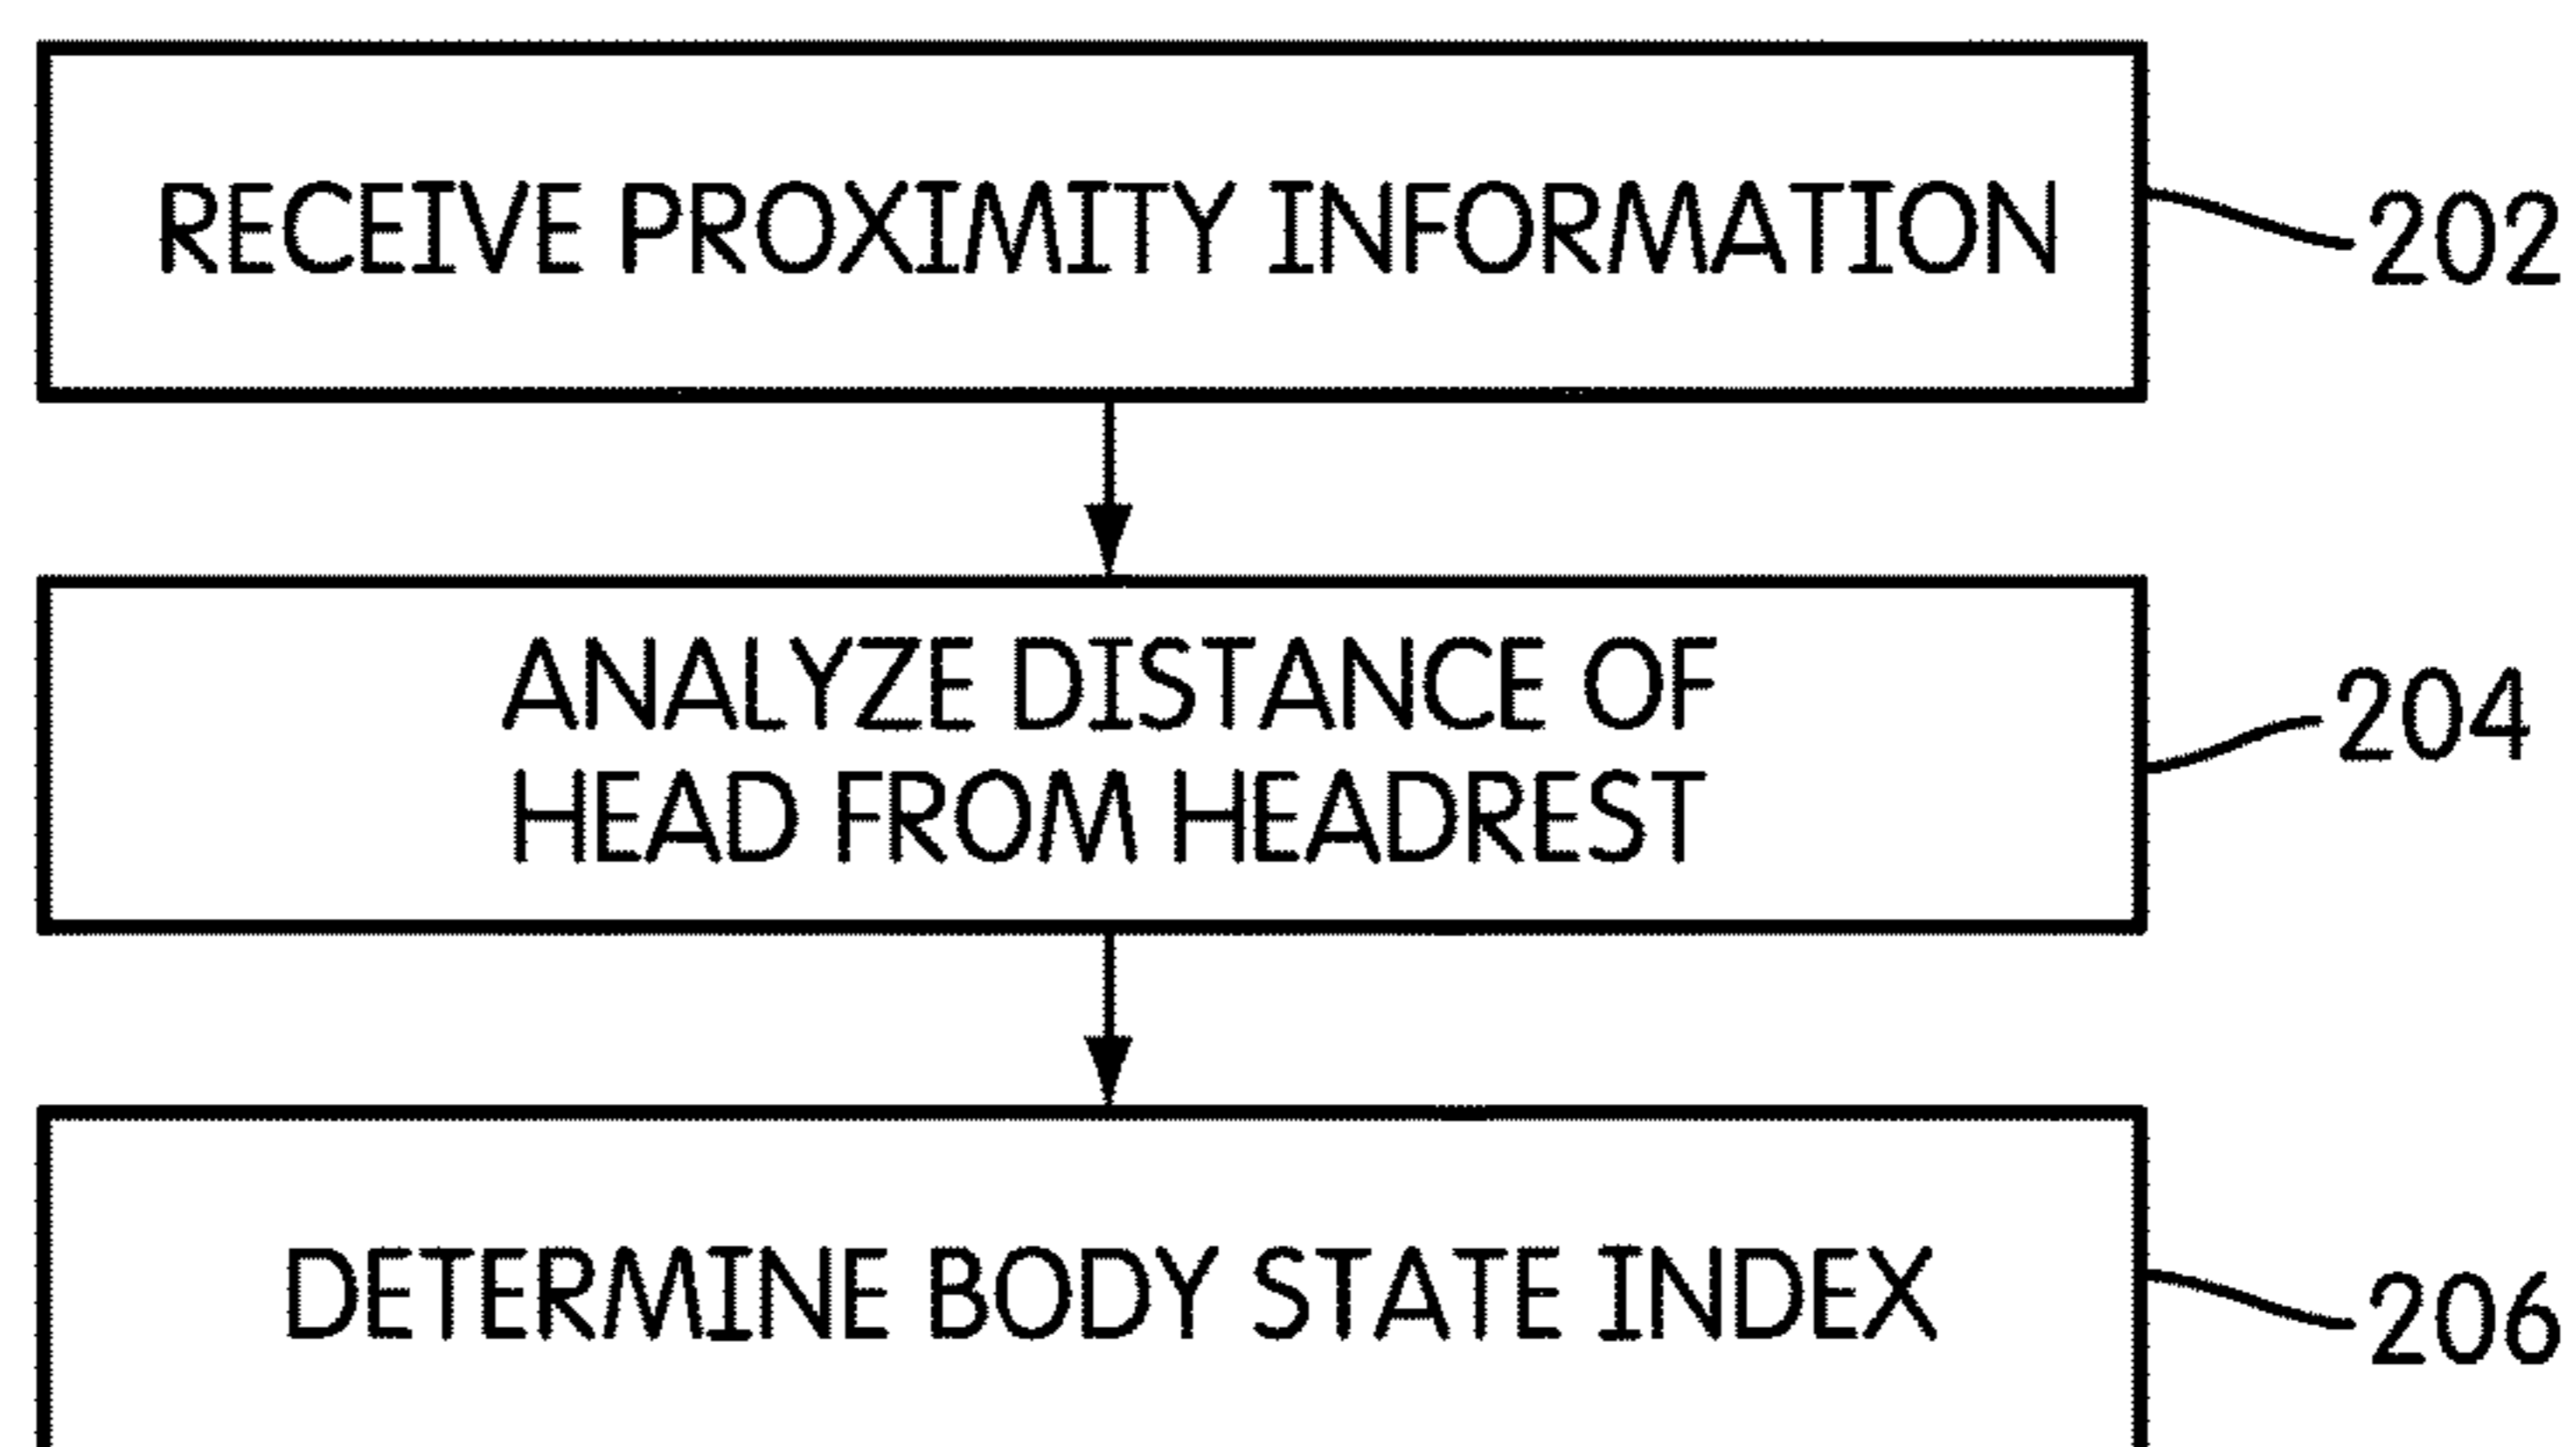 RECEIVE PROXIMITY INFORMATION
202
ANALYZE DISTANCE OF
HEAD FROM HEADREST
204
DETERMINE BODY STATE INDEX
206